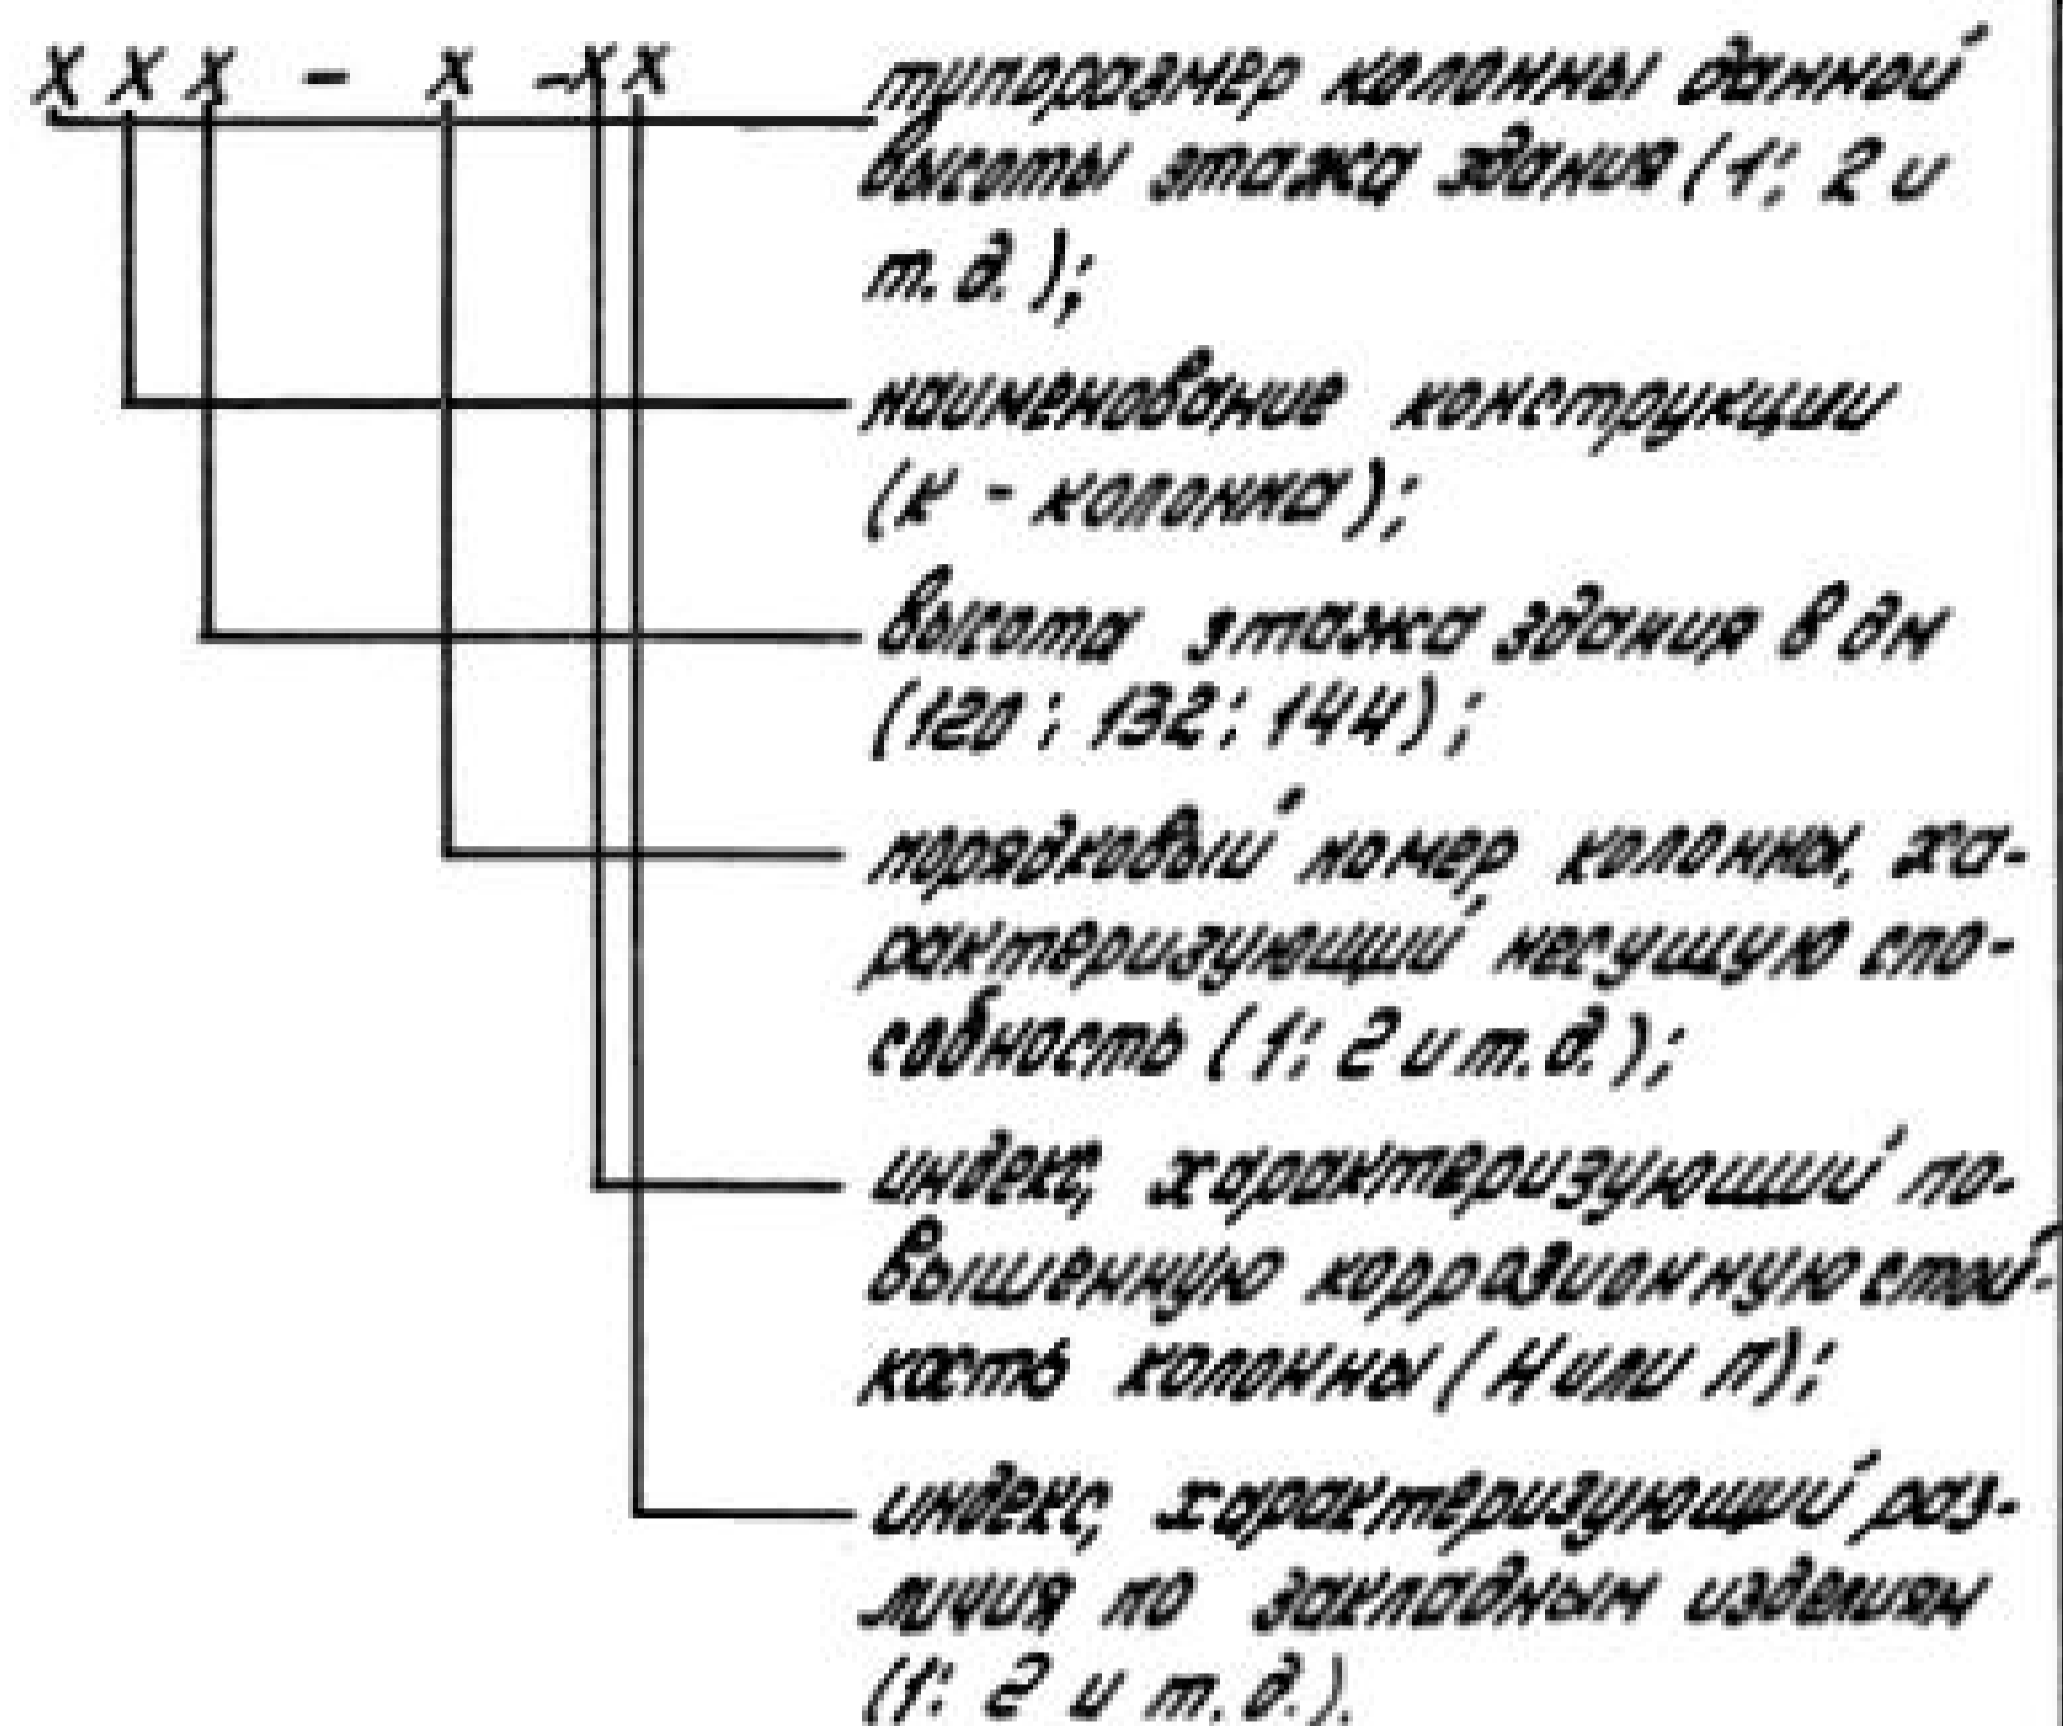 Х Х Х - Х -Х Х
типоразмер колонны данной
высоты этажа здания (1; 2 и
т. д. );
наименование конструкции
(К - колонна);
высота этажа здания в дм
(120; 132; 144);
порядковый номер колонны, ха-
рактеризующий несущую спо-
собность (1; 2 и т.д.);
индекс, характеризующий по-
вышенную коррозионную стой-
кость колонны (Н или П);
индекс, характеризующий раз-
личия по закладным изделиям
(1; 2 и т. д.).